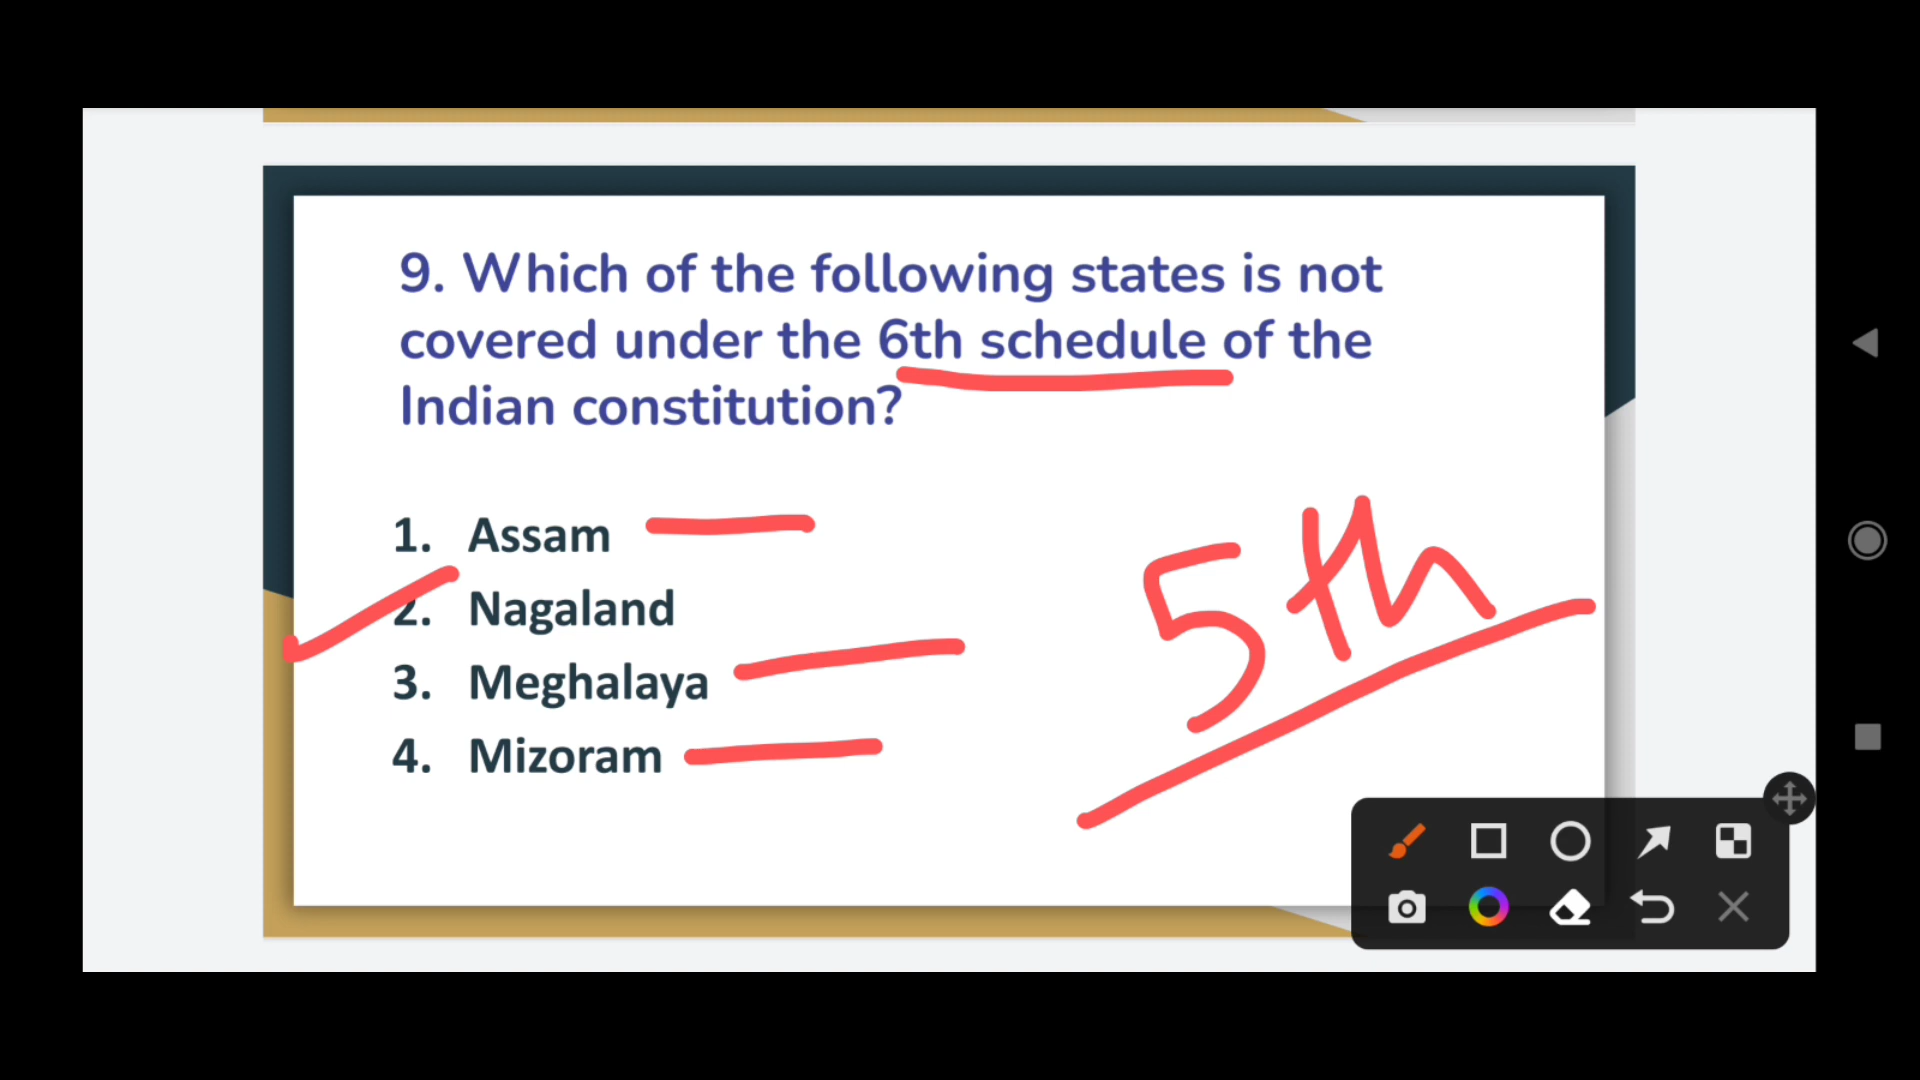 9. Which of the following states is not
covered under the 6th schedule of the
Indian constitution?
1. Assam
2. Nagaland
3. Meghalaya
4. Mizoram
5th